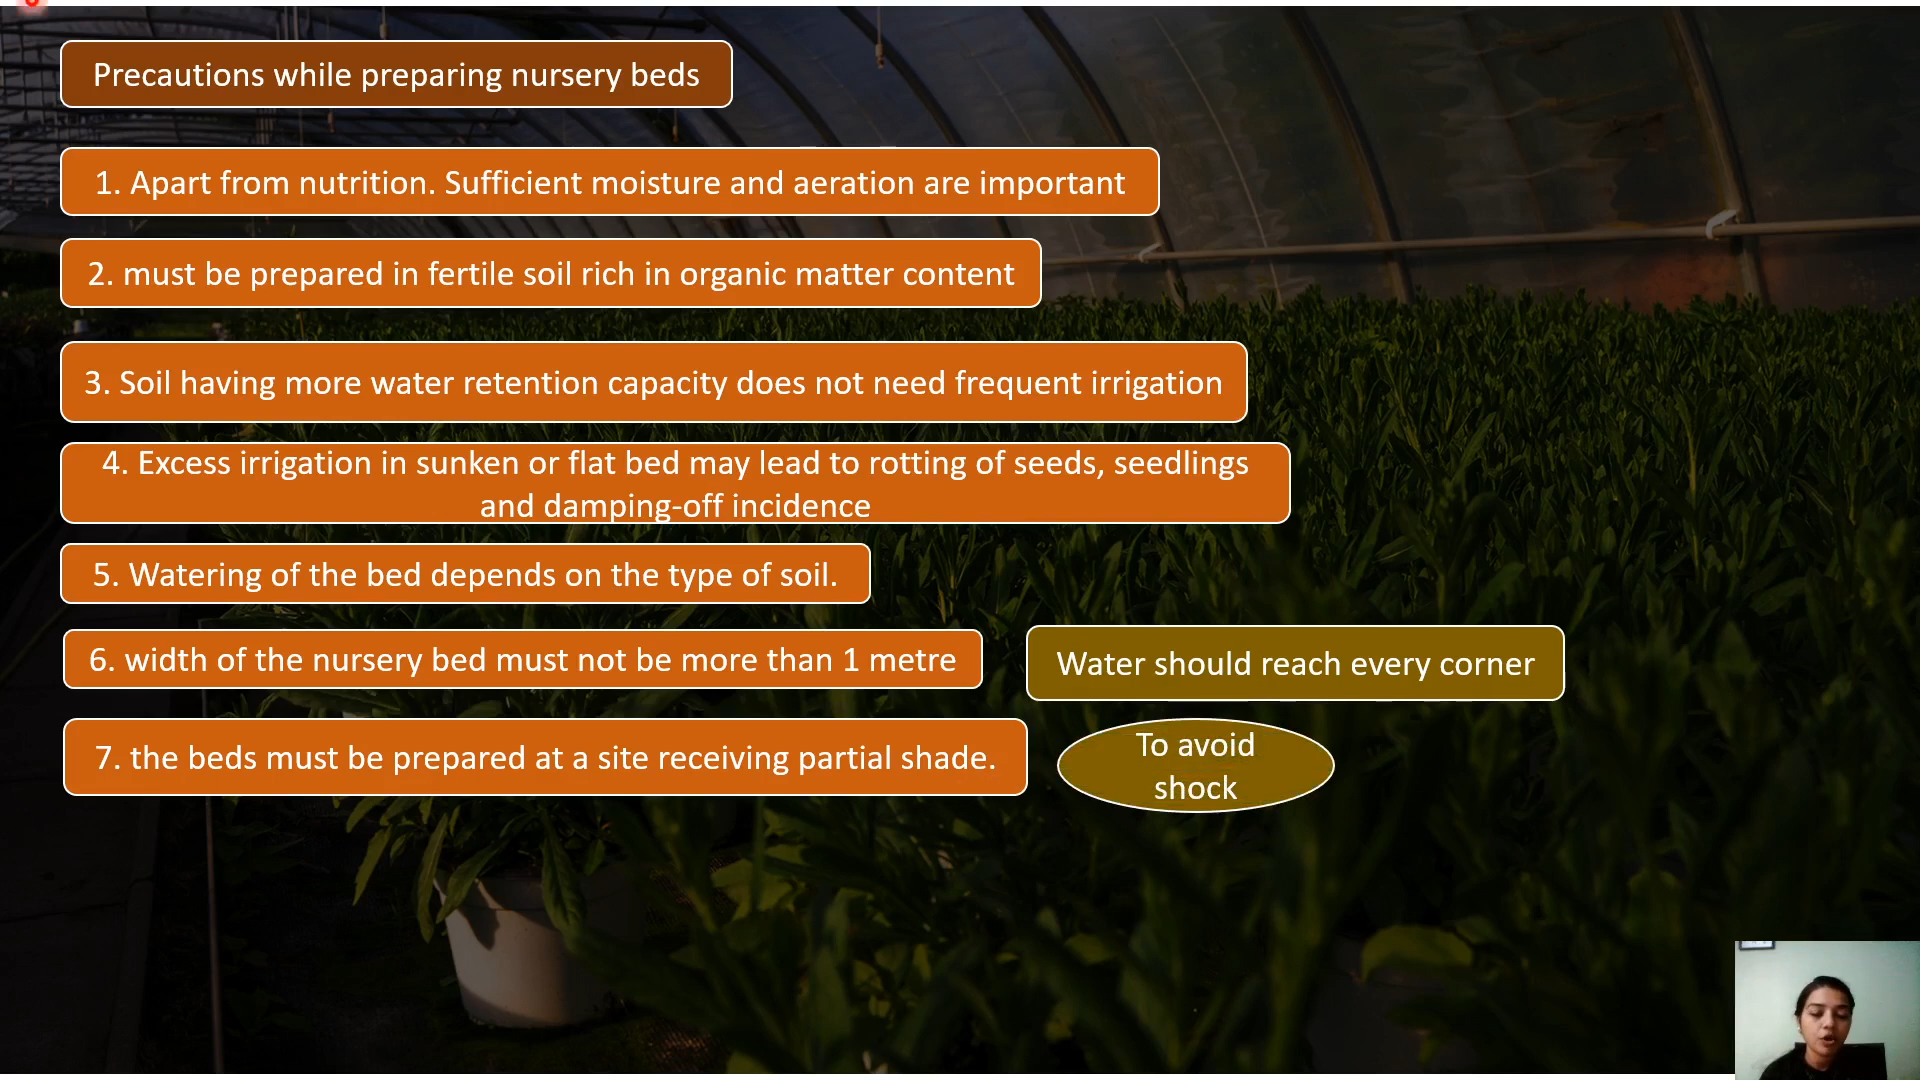 Precautions while preparing nursery beds
1. Apart from nutrition. Sufficient moisture and aeration are important
2. must be prepared in fertile soil rich in organic matter content
3. Soil having more water retention capacity does not need frequent irrigation
4. Excess irrigation in sunken or flat bed may lead to rotting of seeds, seedlings
and damping-off incidence
5. Watering of the bed depends on the type of soil.
6. width of the nursery bed must not be more than 1 metre
Water should reach every corner
7. the beds must be prepared at a site receiving partial shade.
To avoid
shock